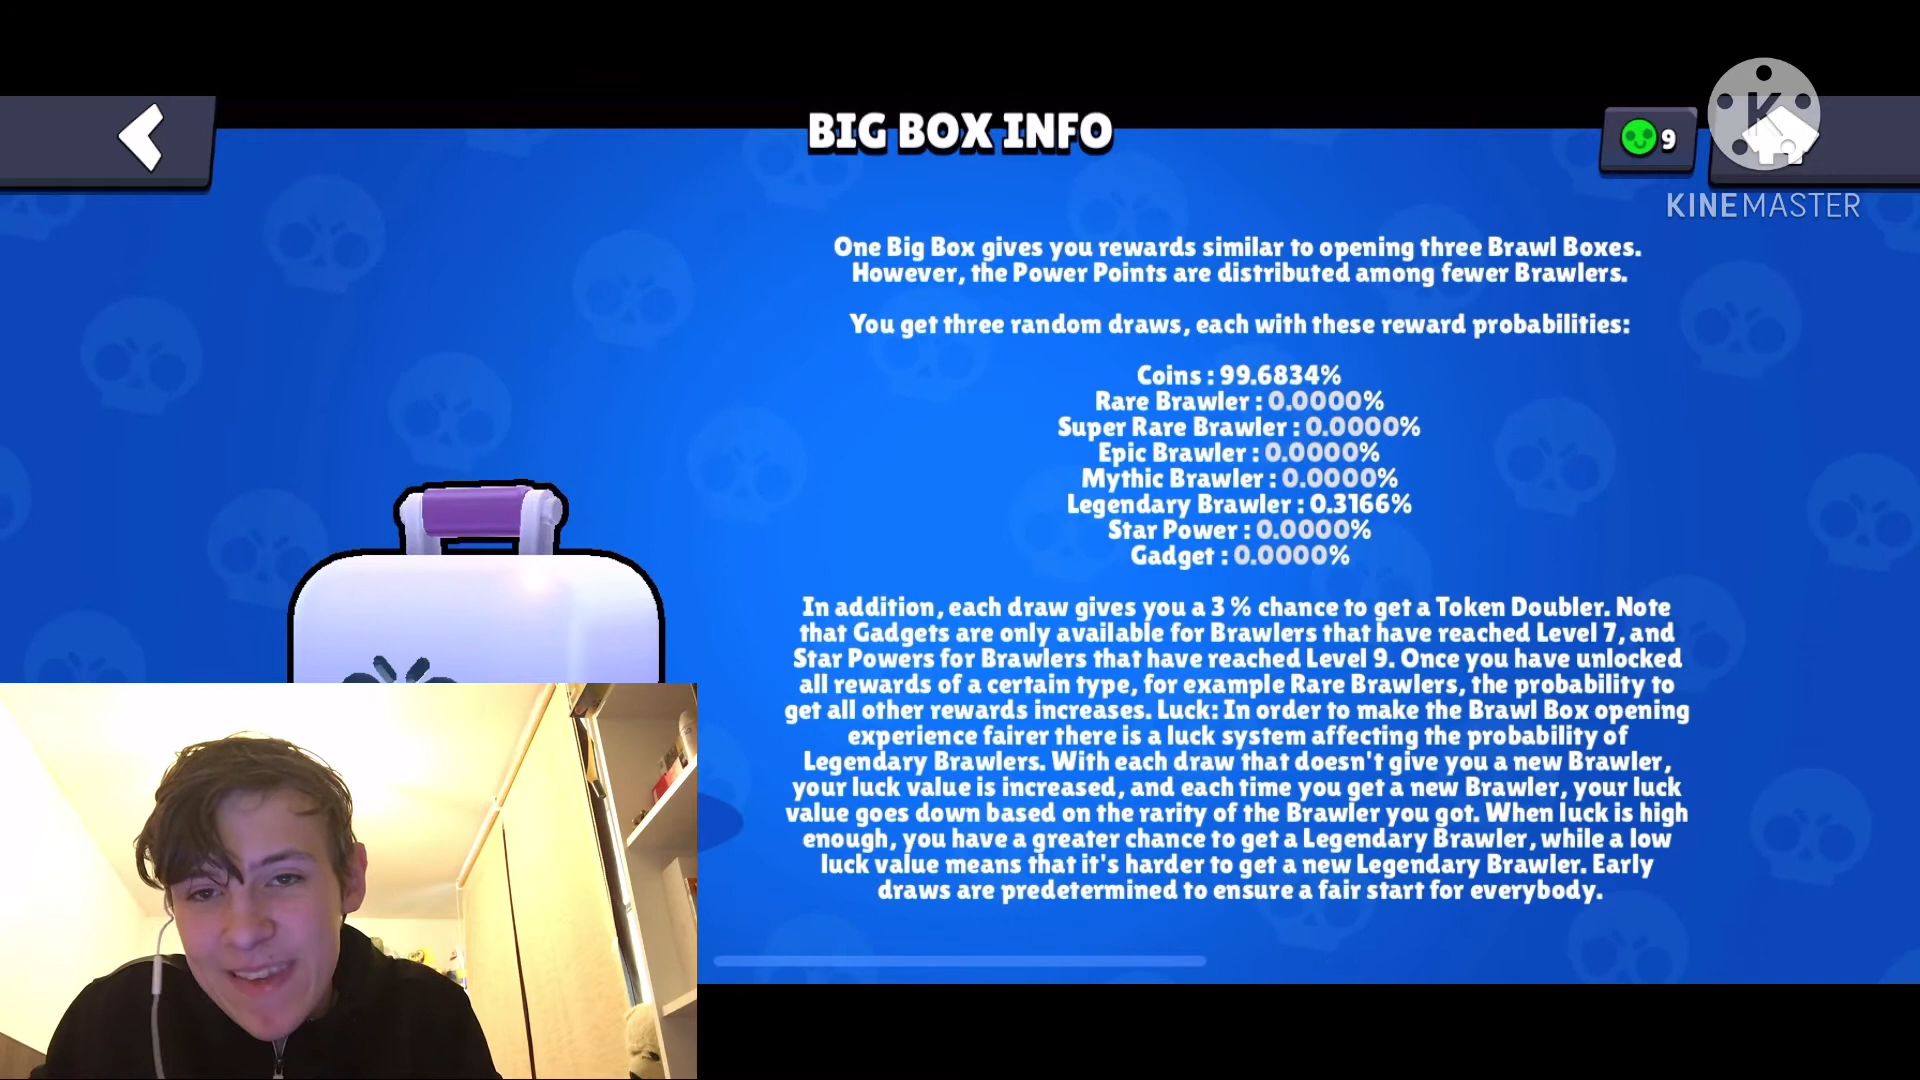 BIG BOX INFO
9
K
KINEMASTER
One Big Box gives you rewards similar to opening three Brawl Boxes.
However, the Power Points are distributed among fewer Brawlers.
You get three random draws, each with these reward probabilities:
Coins : 99.6834%
Rare Brawler : 0.0000%
Super Rare Brawler : 0.0000%
Epic Brawler : 0.0000%
Mythic Brawler : 0.0000%
Legendary Brawler : 0.3166%
Star Power : 0.0000%
Gadget : 0.0000%
In addition, each draw gives you a 3 % chance to get a Token Doubler. Note
that Gadgets are only available for Brawlers that have reached Level 7, and
Star Powers for Brawlers that have reached Level 9. Once you have unlocked
all rewards of a certain type, for example Rare Brawlers, the probability to
get all other rewards increases. Luck: In order to make the Brawl Box opening
experience fairer there is a luck system affecting the probability of
Legendary Brawlers. With each draw that doesn't give you a new Brawler,
your luck value is increased, and each time you get a new Brawler, your luck
value goes down based on the rarity of the Brawler you got. When luck is high
enough, you have a greater chance to get a Legendary Brawler, while a low
luck value means that it's harder to get a new Legendary Brawler. Early
draws are predetermined to ensure a fair start for everybody.